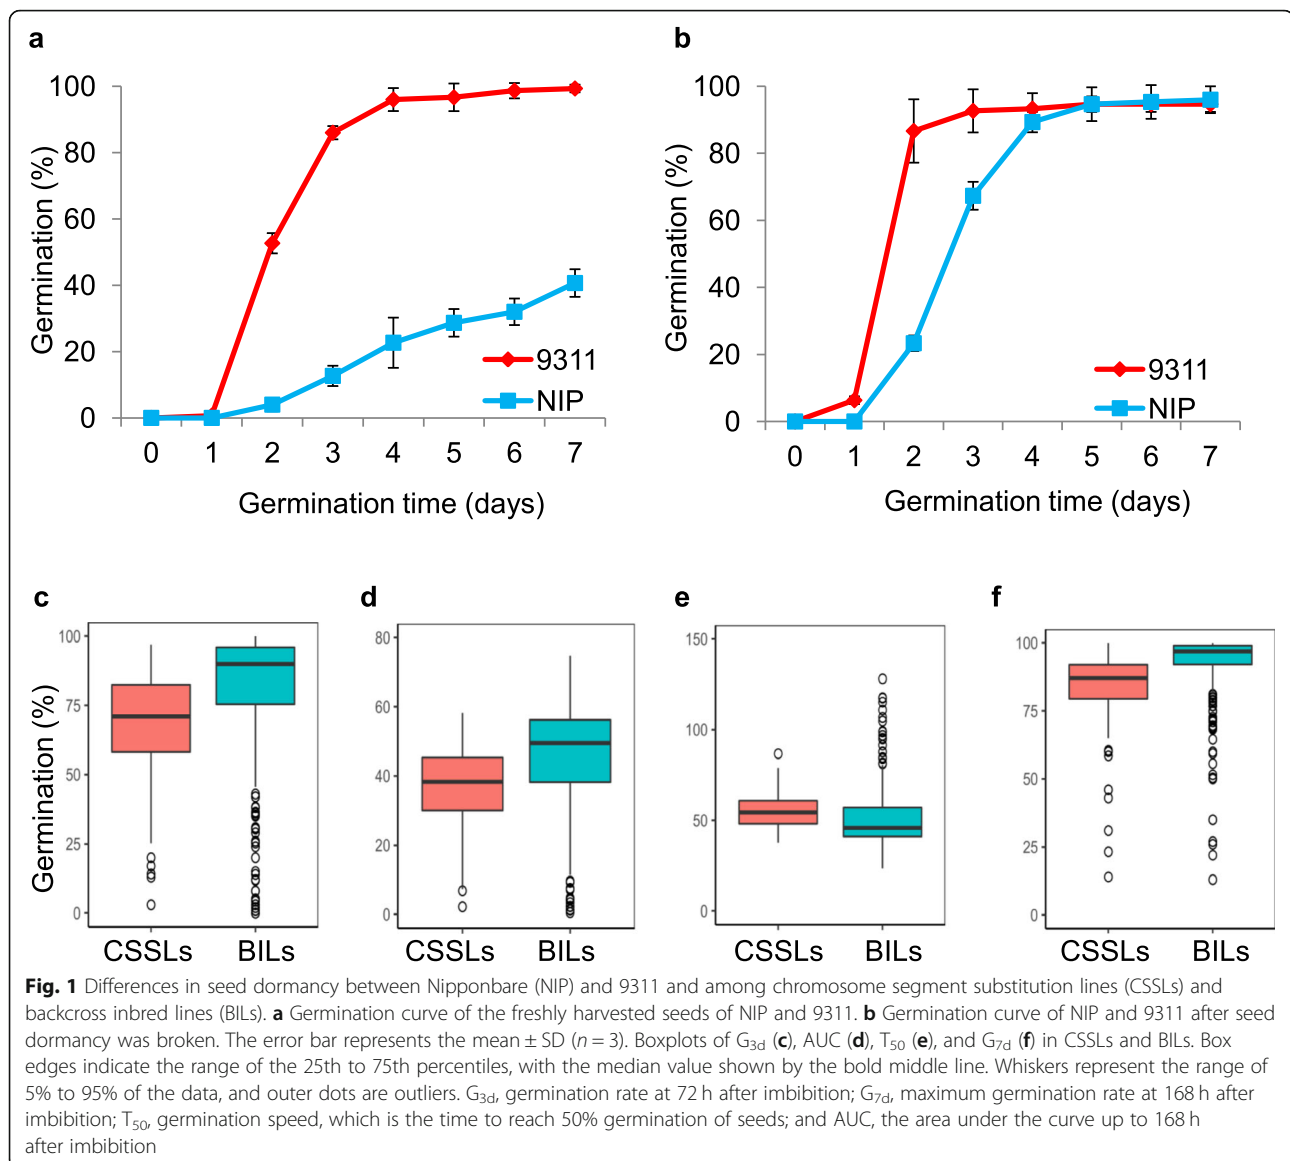 a
100
80
60
40
20
0
Germination (%)
9311
NIP
0 1 2 3 4 5 6 7
Germination time (days)
b
100
80
60
40
20
0
Germination (%)
9311
NIP
0 1 2 3 4 5 6 7
Germination time (days)
c
100
75
50
25
0
Germination (%)
CSSLs BILs
d
80
60
40
20
0
CSSLs BILs
e
150
100
50
0
CSSLs BILs
f
100
75
50
25
0
CSSLs BILs
Fig. 1 Differences in seed dormancy between Nipponbare (NIP) and 9311 and among chromosome segment substitution lines (CSSLs) and
backcross inbred lines (BILs). a Germination curve of the freshly harvested seeds of NIP and 9311. b Germination curve of NIP and 9311 after seed
dormancy was broken. The error bar represents the mean ± SD (n = 3). Boxplots of G3d (c), AUC (d), T50 (e), and G7d (f) in CSSLs and BILs. Box
edges indicate the range of the 25th to 75th percentiles, with the median value shown by the bold middle line. Whiskers represent the range of
5% to 95% of the data, and outer dots are outliers. G3d, germination rate at 72 h after imbibition; G7d, maximum germination rate at 168 h after
imbibition; T50, germination speed, which is the time to reach 50% germination of seeds; and AUC, the area under the curve up to 168 h
after imbibition